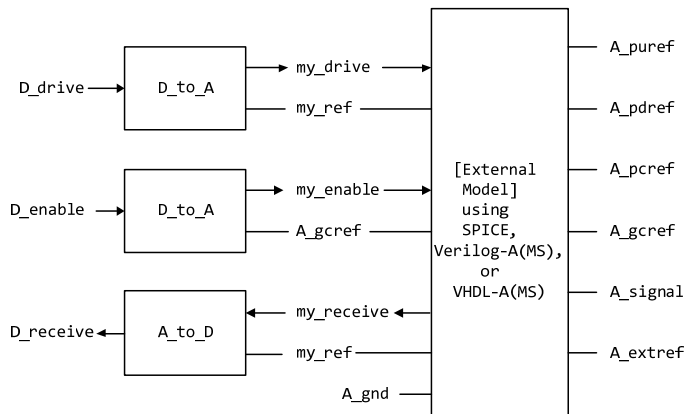 D_drive
D_to_A
my_drive
my_ref
D_enable
D_to_A
my_enable
A_gcref
D_receive
A_to_D
my_receive
my_ref
A_gnd
[External
Model]
using
SPICE,
Verilog-A(MS),
or
VHDL-A(MS)
A_puref
A_pdref
A_pcref
A_gcref
A_signal
A_extref